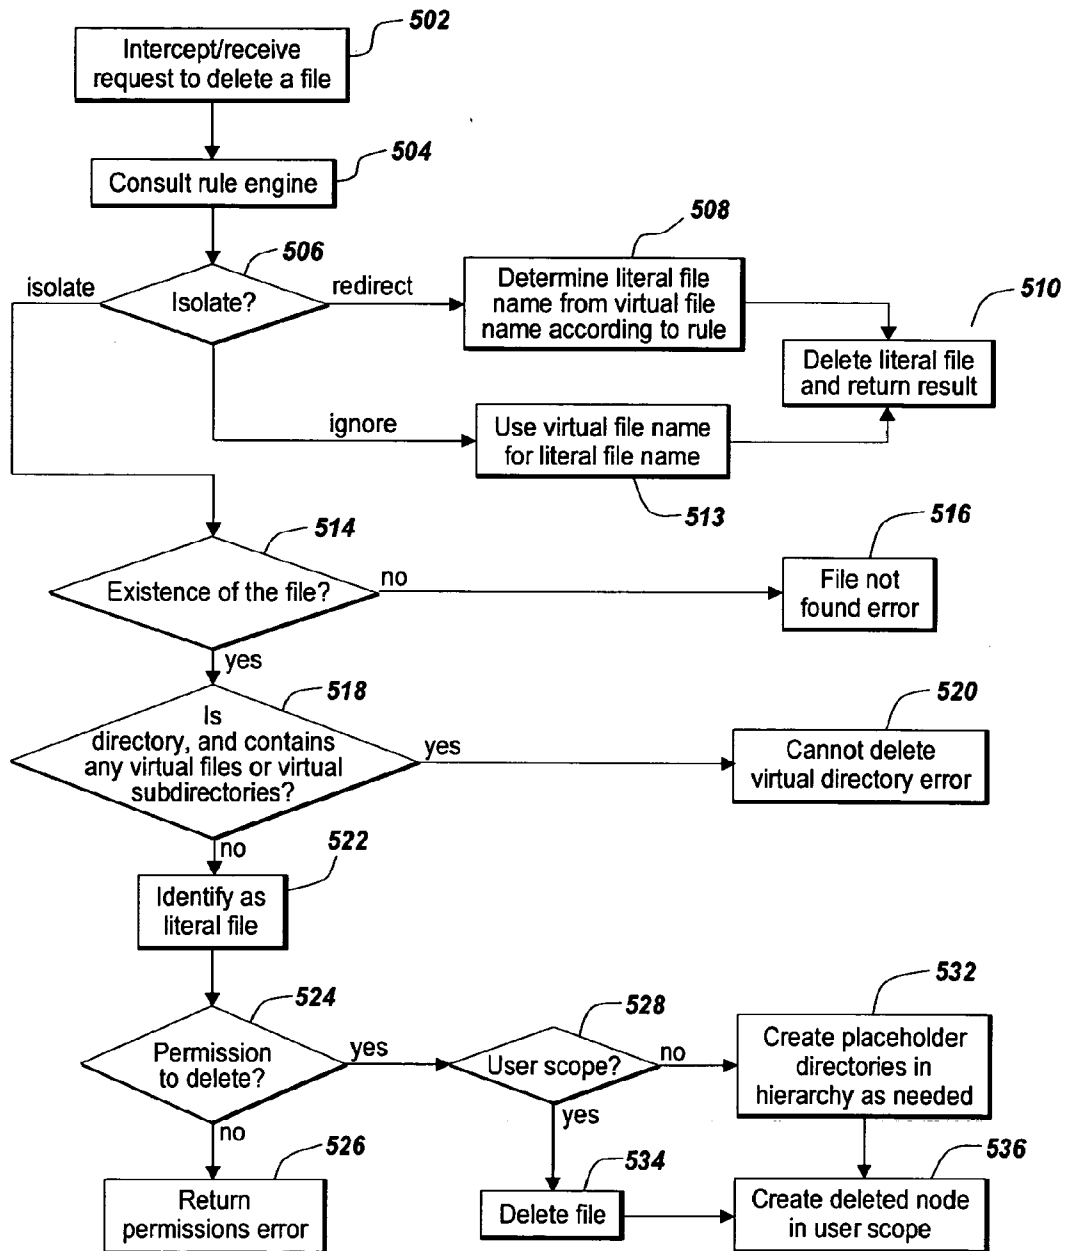 502
Intercept/receive
request to delete a file
504
Consult rule engine
506
508
isolate
Isolate?
redirect
Determine literal file
name from virtual file
name according to rule
510
Delete literal file
and return result
ignore
Use virtual file name
for literal file name
513
514
516
Existence of the file?
no
File not
found error
yes
518
520
Is
directory, and contains
any virtual files or virtual
subdirectories?
yes
Cannot delete
virtual directory error
no
522
Identify as
literal file
524
528
532
Permission
to delete?
yes
User scope?
no
Create placeholder
directories in
hierarchy as needed
no
yes
526
534
536
Return
permissions error
Delete file
Create deleted node
in user scope